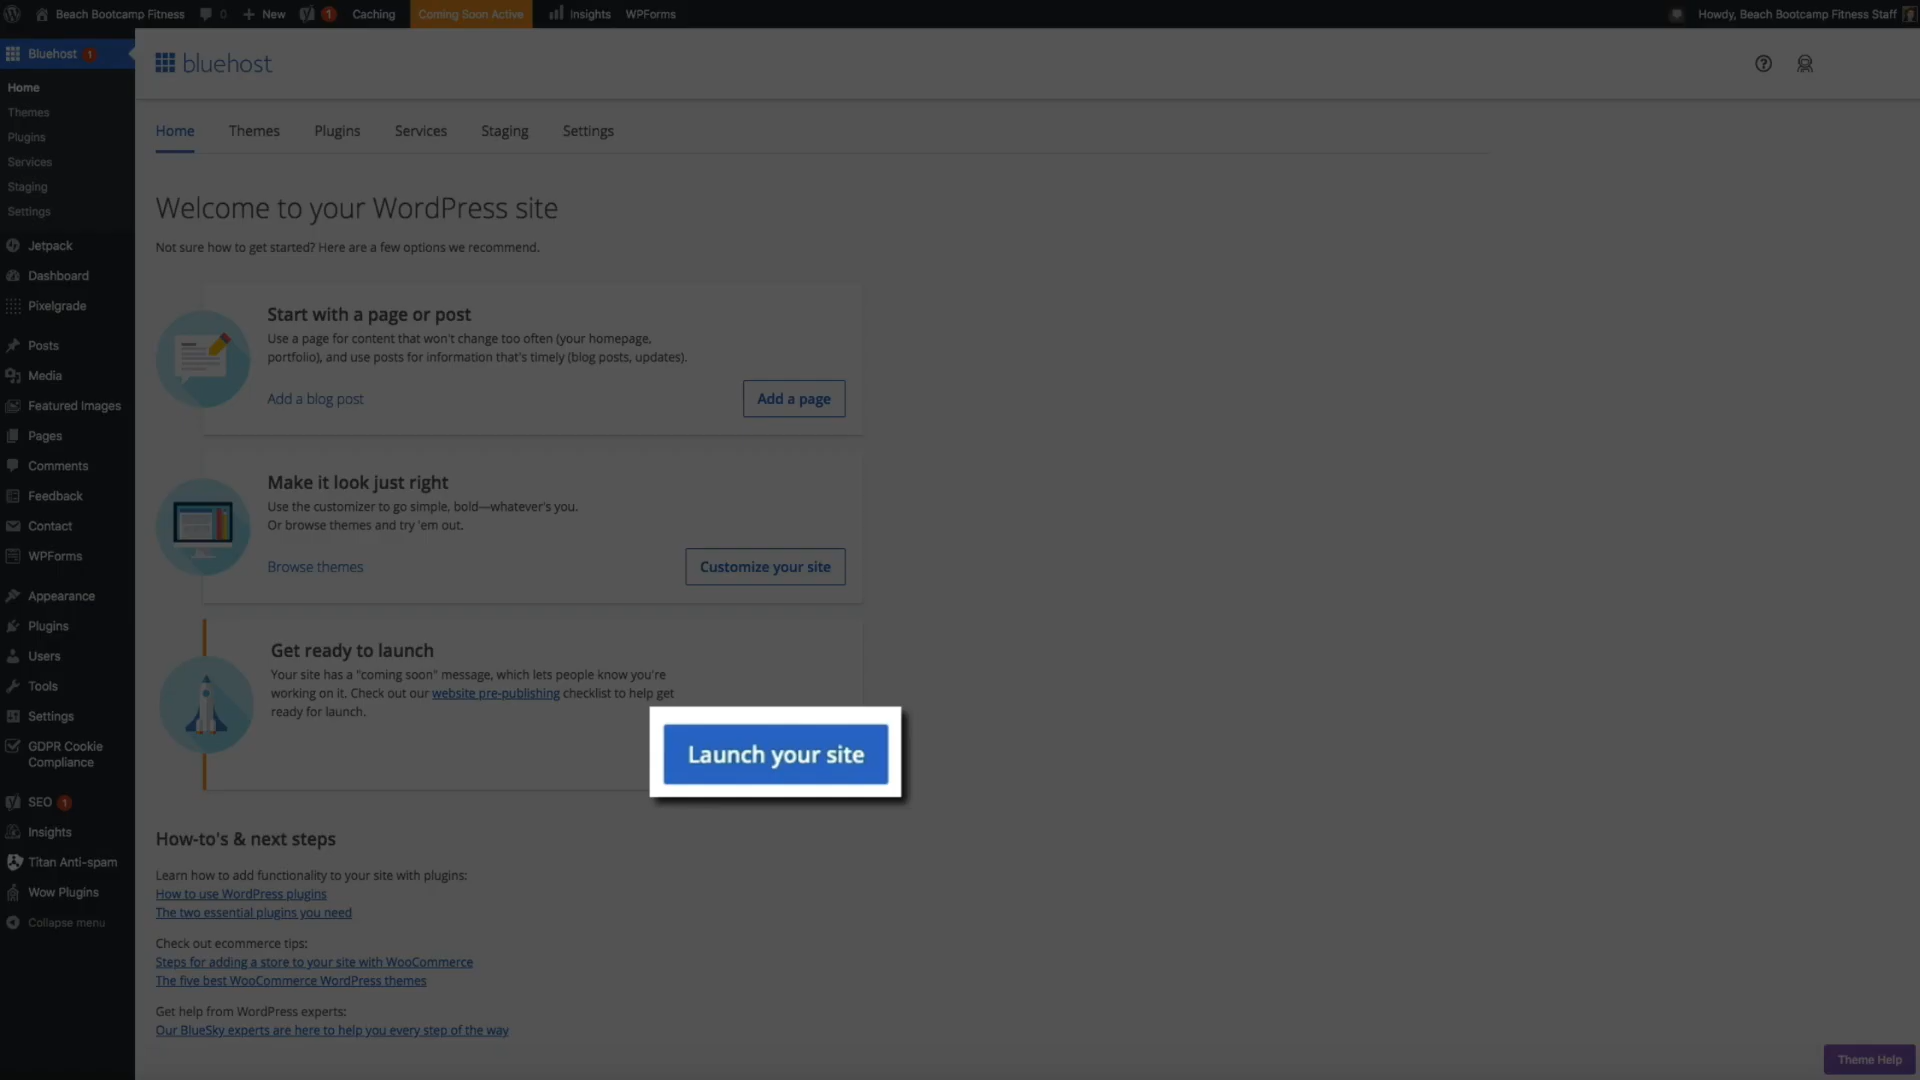 Beach Bootcamp Fitness
0
New
1
Caching
Coming Soon Active
Insights
WPForms
Howdy, Beach Bootcamp Fitness Staff
Bluehost 1
Home
Themes
Plugins
Services
Staging
Settings
Jetpack
Dashboard
Pixelgrade
Posts
Media
Featured Images
Pages
Comments
Feedback
Contact
WPForms
Appearance
Plugins
Users
Tools
Settings
GDPR Cookie
Compliance
SEO 1
Insights
Titan Anti-spam
Wow Plugins
Collapse menu
bluehost
?
Home
Themes
Plugins
Services
Staging
Settings
Welcome to your WordPress site
Not sure how to get started? Here are a few options we recommend.
Start with a page or post
Use a page for content that won't change too often (your homepage,
portfolio), and use posts for information that's timely (blog posts, updates).
Add a blog post
Add a page
Make it look just right
Use the customizer to go simple, bold—whatever's you.
Or browse themes and try 'em out.
Browse themes
Customize your site
Get ready to launch
Your site has a "coming soon" message, which lets people know you're
working on it. Check out our website pre-publishing checklist to help get
ready for launch.
Launch your site
How-to's & next steps
Learn how to add functionality to your site with plugins:
How to use WordPress plugins
The two essential plugins you need
Check out ecommerce tips:
Steps for adding a store to your site with WooCommerce
The five best WooCommerce WordPress themes
Get help from WordPress experts:
Our BlueSky experts are here to help you every step of the way
Theme Help